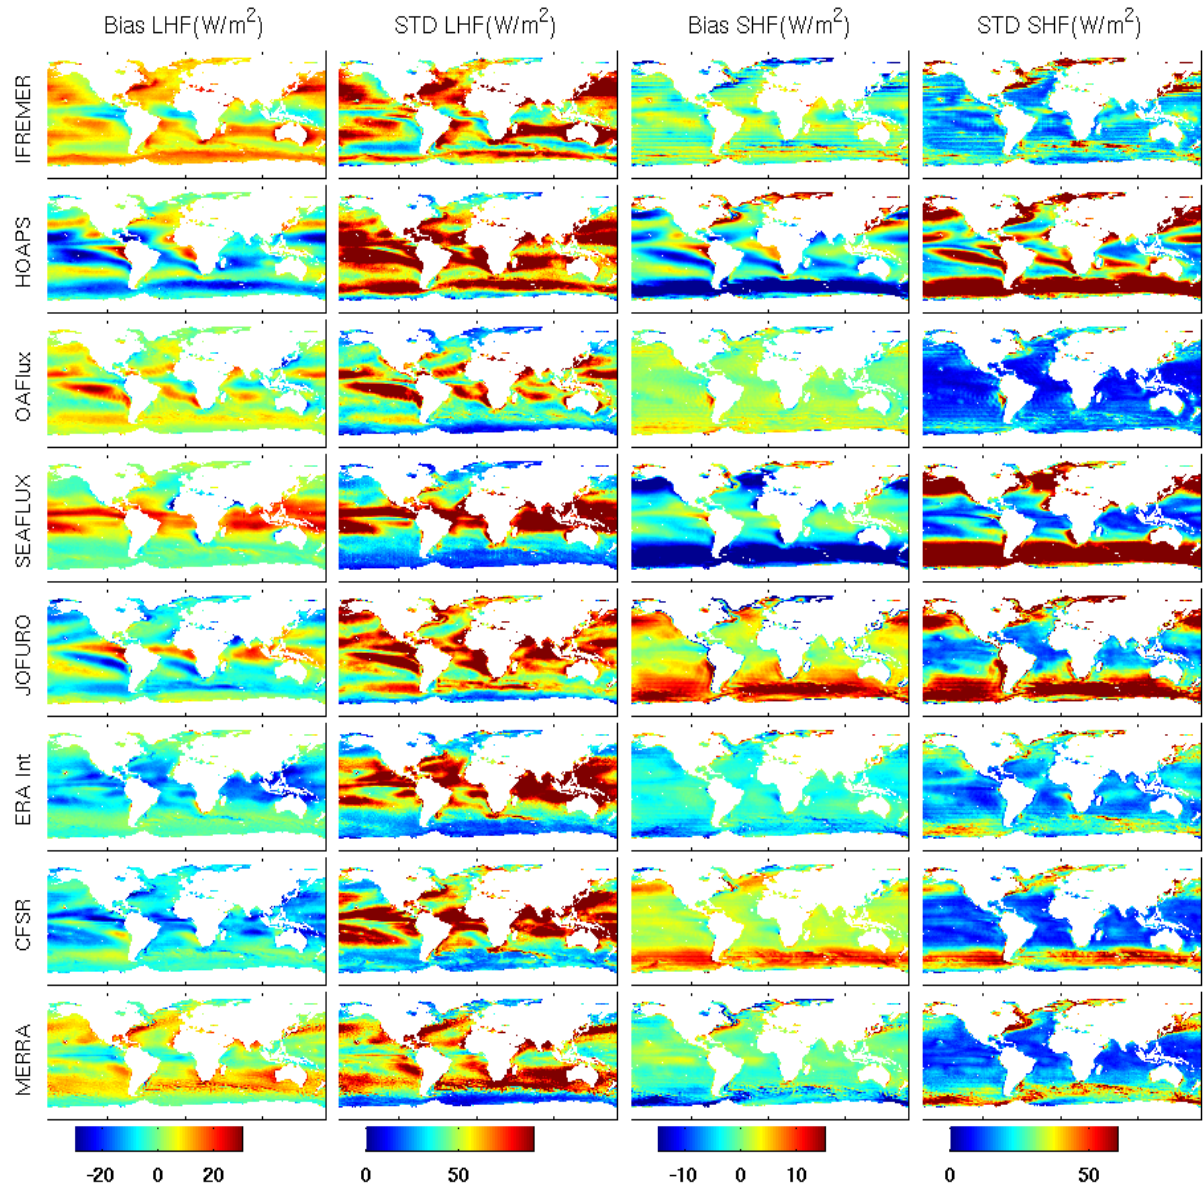 Bias LHF(W/m²) STD LHF(W/m²) Bias SHF(W/m²) STD SHF(W/m²)
IFREMER
HOAPS
OAFlux
SEAFLUX
JOFURO
ERA Int
CFSR
MERRA
-20 0 20 0 50 -10 0 10 0 50